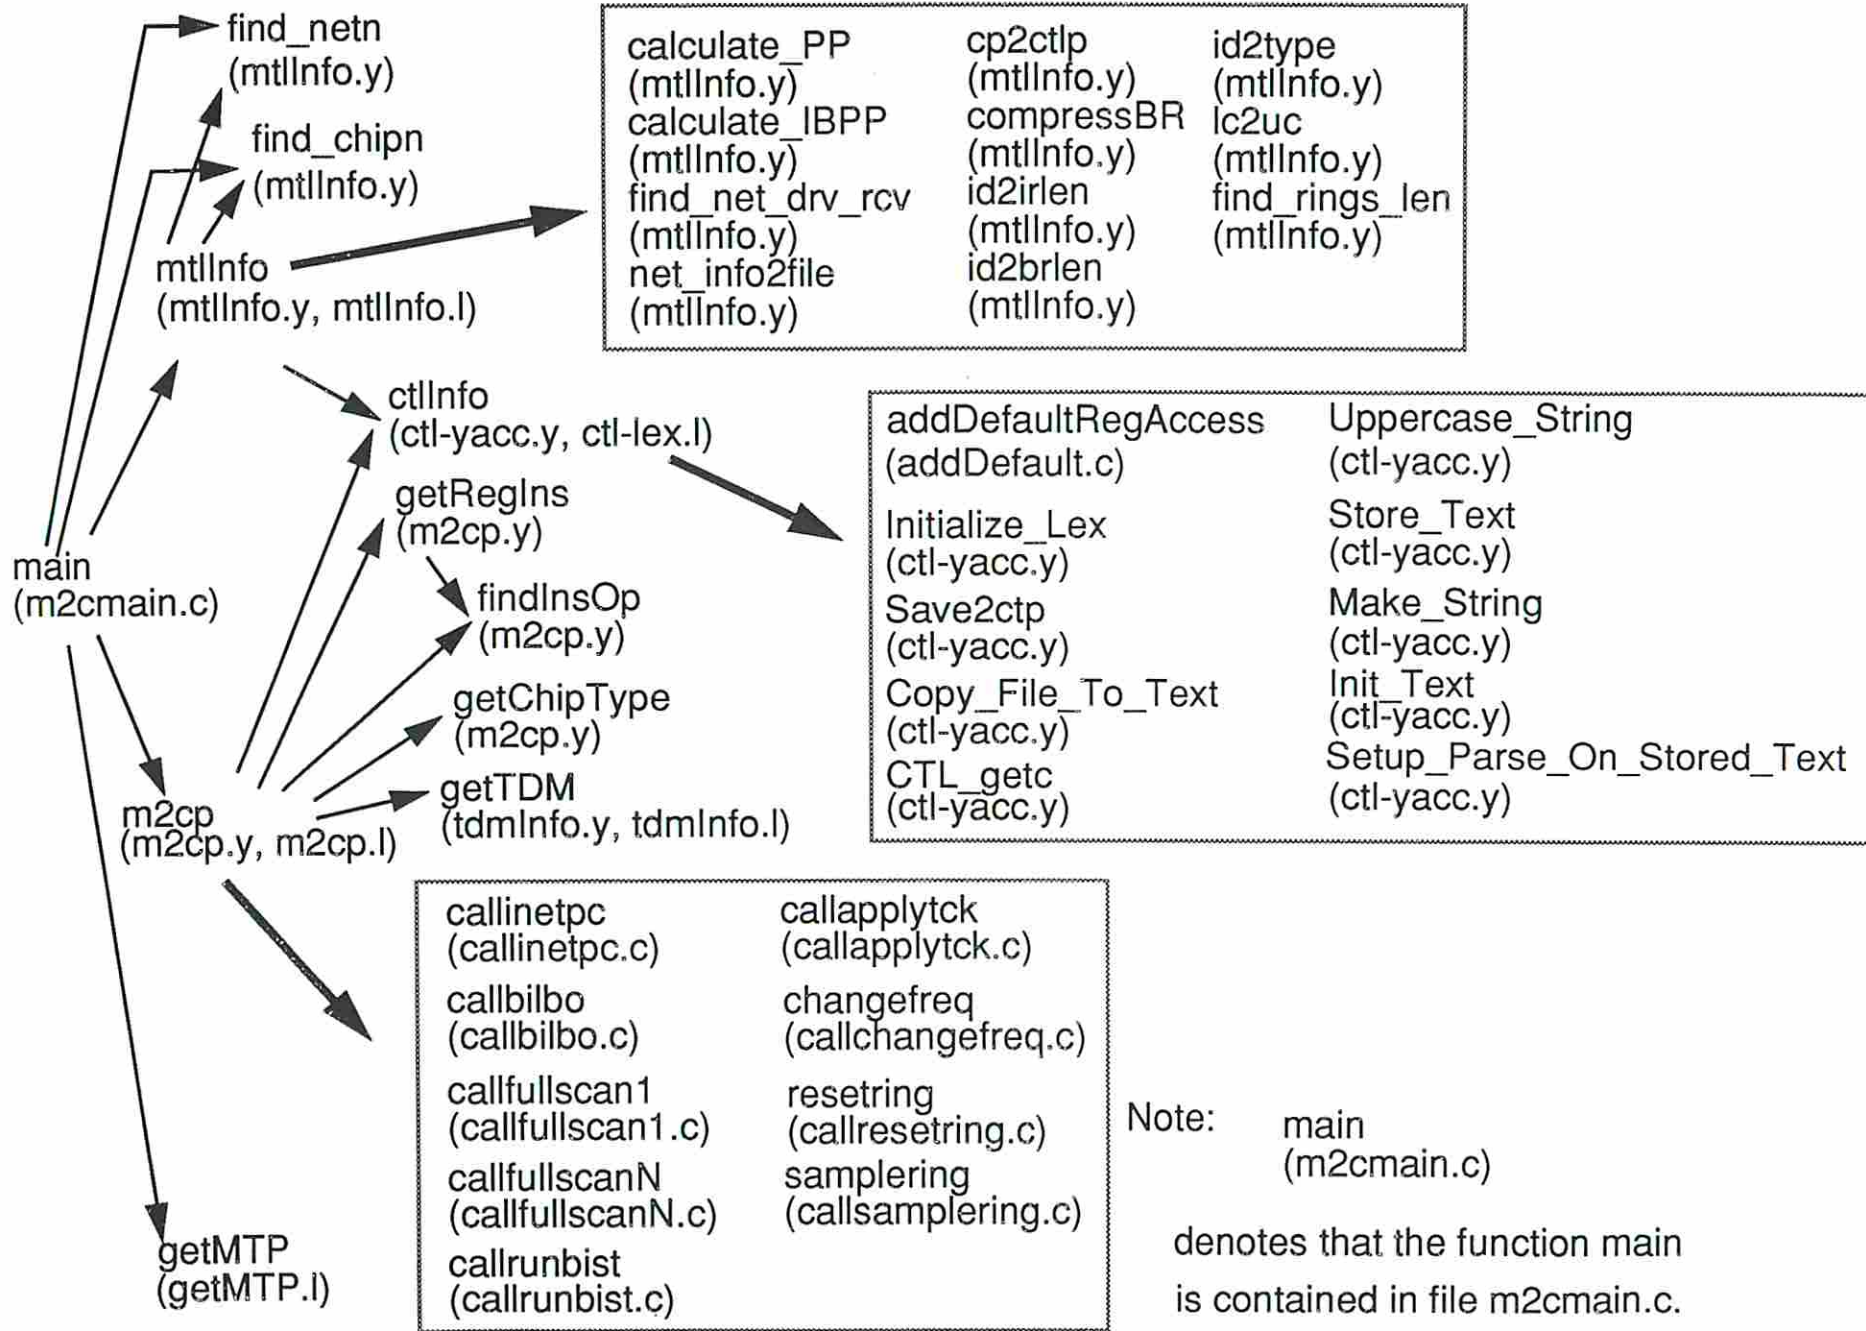 find_netn
(mtlInfo.y)
find_chipn
(mtlInfo.y)
mtlInfo
(mtlInfo.y, mtlInfo.l)
calculate_PP
(mtlInfo.y)
calculate_IBPP
(mtlInfo.y)
find_net_drv_rcv
(mtlInfo.y)
net_info2file
(mtlInfo.y)
cp2ctlp
(mtlInfo.y)
compressBR
(mtlInfo.y)
id2irlen
(mtlInfo.y)
id2brlen
(mtlInfo.y)
id2type
(mtlInfo.y)
lc2uc
(mtlInfo.y)
find_rings_len
(mtlInfo.y)
ctlInfo
(ctl-yacc.y, ctl-lex.l)
getRegIns
(m2cp.y)
findInsOp
(m2cp.y)
getChipType
(m2cp.y)
getTDM
(tdmInfo.y, tdmInfo.l)
main
(m2cmain.c)
m2cp
(m2cp.y, m2cp.l)
getMTP
(getMTP.l)
addDefaultRegAccess
(addDefault.c)
Initialize_Lex
(ctl-yacc.y)
Save2ctp
(ctl-yacc.y)
Copy_File_To_Text
(ctl-yacc.y)
CTL_getc
(ctl-yacc.y)
Uppercase_String
(ctl-yacc.y)
Store_Text
(ctl-yacc.y)
Make_String
(ctl-yacc.y)
Init_Text
(ctl-yacc.y)
Setup_Parse_On_Stored_Text
(ctl-yacc.y)
callinetpc
(callinetpc.c)
callbilbo
(callbilbo.c)
callfullscan1
(callfullscan1.c)
callfullscanN
(callfullscanN.c)
callrunbist
(callrunbist.c)
callapplytck
(callapplytck.c)
changefreq
(callchangefreq.c)
resetring
(callresetring.c)
samplering
(callsamplering.c)
Note:
main
(m2cmain.c)
denotes that the function main
is contained in file m2cmain.c.